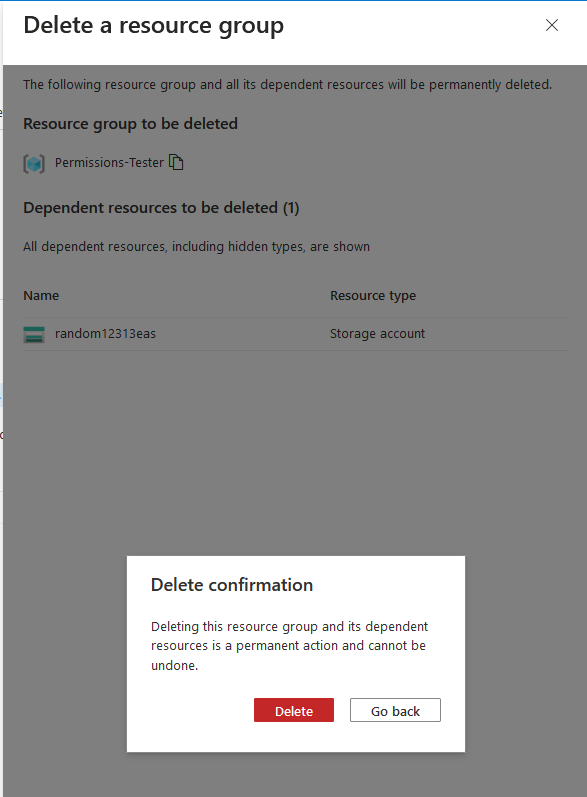 Delete a resource group
The following resource group and all its dependent resources will be permanently deleted.
Resource group to be deleted
Permissions-Tester
Dependent resources to be deleted (1)
All dependent resources, including hidden types, are shown
Name Resource type
random12313eas Storage account
Delete confirmation
Deleting this resource group and its dependent
resources is a permanent action and cannot be
undone.
Delete Go back